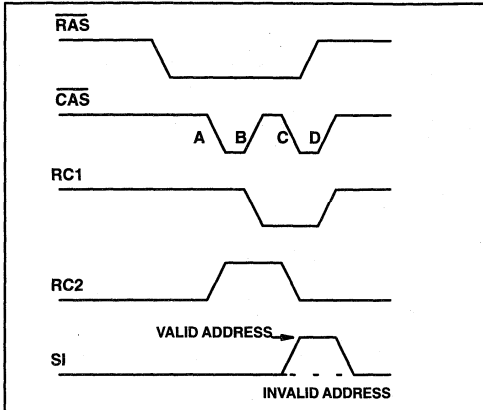 RAS
CAS
A B C D
RC1
RC2
VALID ADDRESS
SI
INVALID ADDRESS